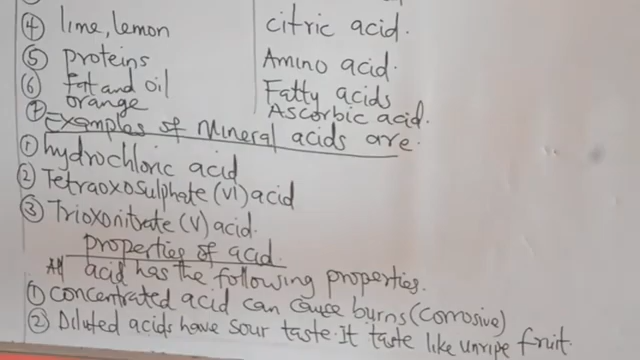 ④ lime, lemon citric acid.
⑤ proteins Amino acid.
⑥ Fat and oil Fatty acids
⑦ orange Ascorbic acid.
Examples of Mineral acids are.
① hydrochloric acid
② Tetraoxosulphate (vi) acid
③ Trioxonitrate (V) acid.
properties of acid.
All acid has the following properties.
① Concentrated acid can cause burns (corrosive)
② Diluted acids have sour taste. It taste like unripe fruit.